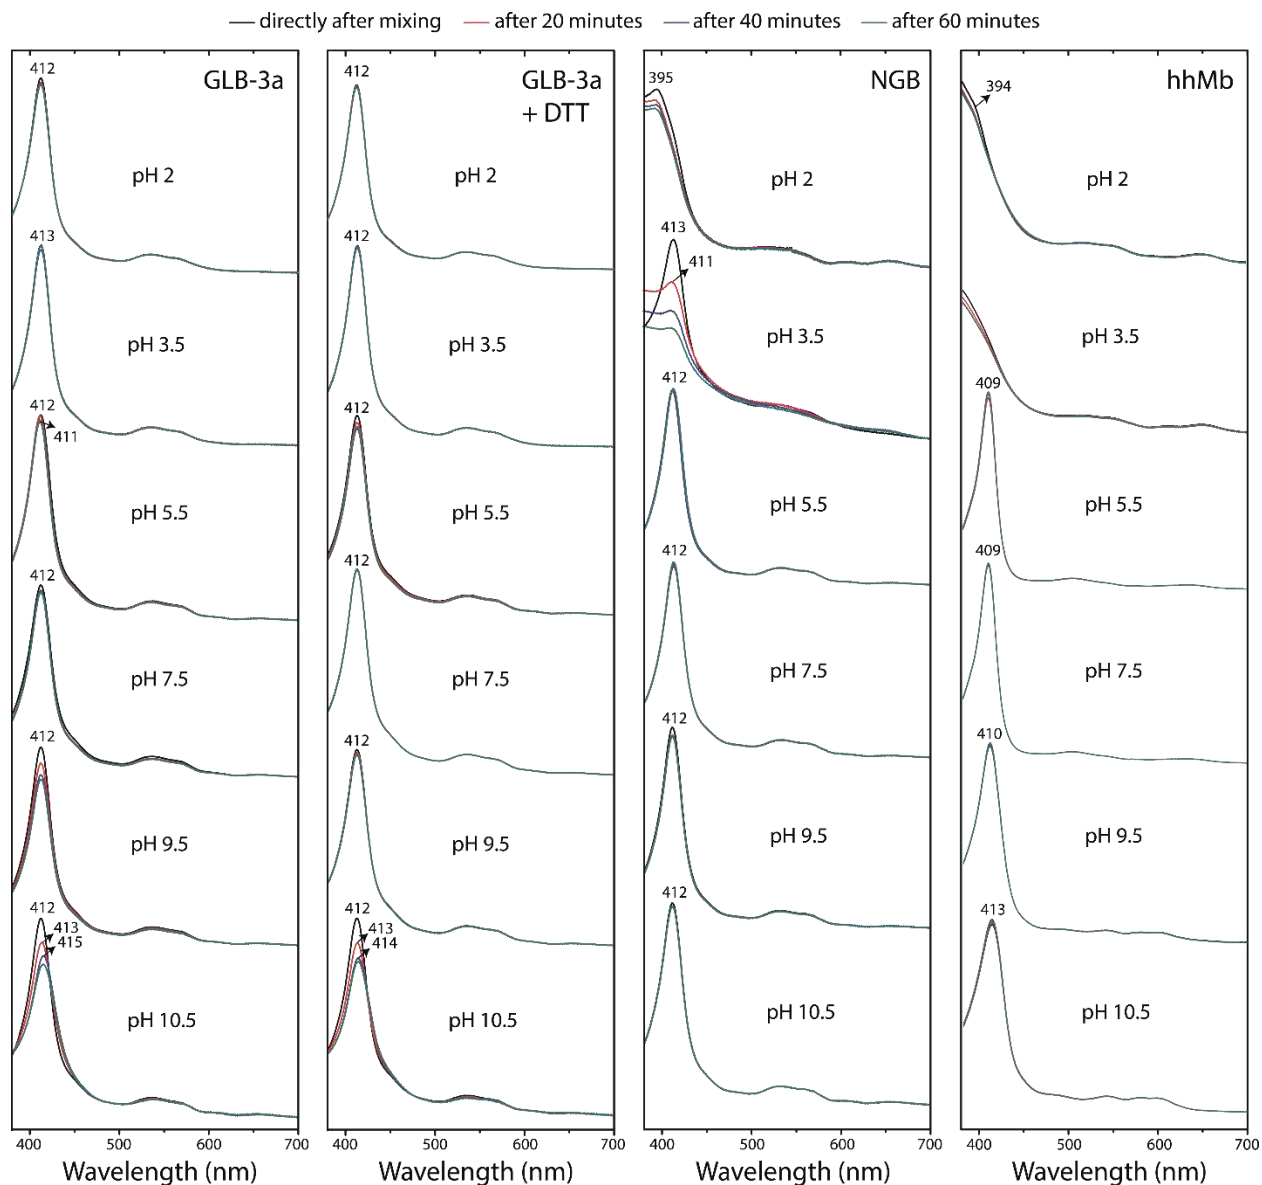 directly after mixing after 20 minutes after 40 minutes after 60 minutes
GLB-3a
412
pH 2
413
pH 3.5
412
411
pH 5.5
412
pH 7.5
412
pH 9.5
412
413
415
pH 10.5
400 500 600 700
Wavelength (nm)
GLB-3a
+ DTT
412
pH 2
412
pH 3.5
412
pH 5.5
412
pH 7.5
412
pH 9.5
412
413
414
pH 10.5
400 500 600 700
Wavelength (nm)
NGB
395
pH 2
413
411
pH 3.5
412
pH 5.5
412
pH 7.5
412
pH 9.5
412
pH 10.5
400 500 600 700
Wavelength (nm)
hhMb
394
pH 2
pH 3.5
409
pH 5.5
409
pH 7.5
410
pH 9.5
413
pH 10.5
400 500 600 700
Wavelength (nm)